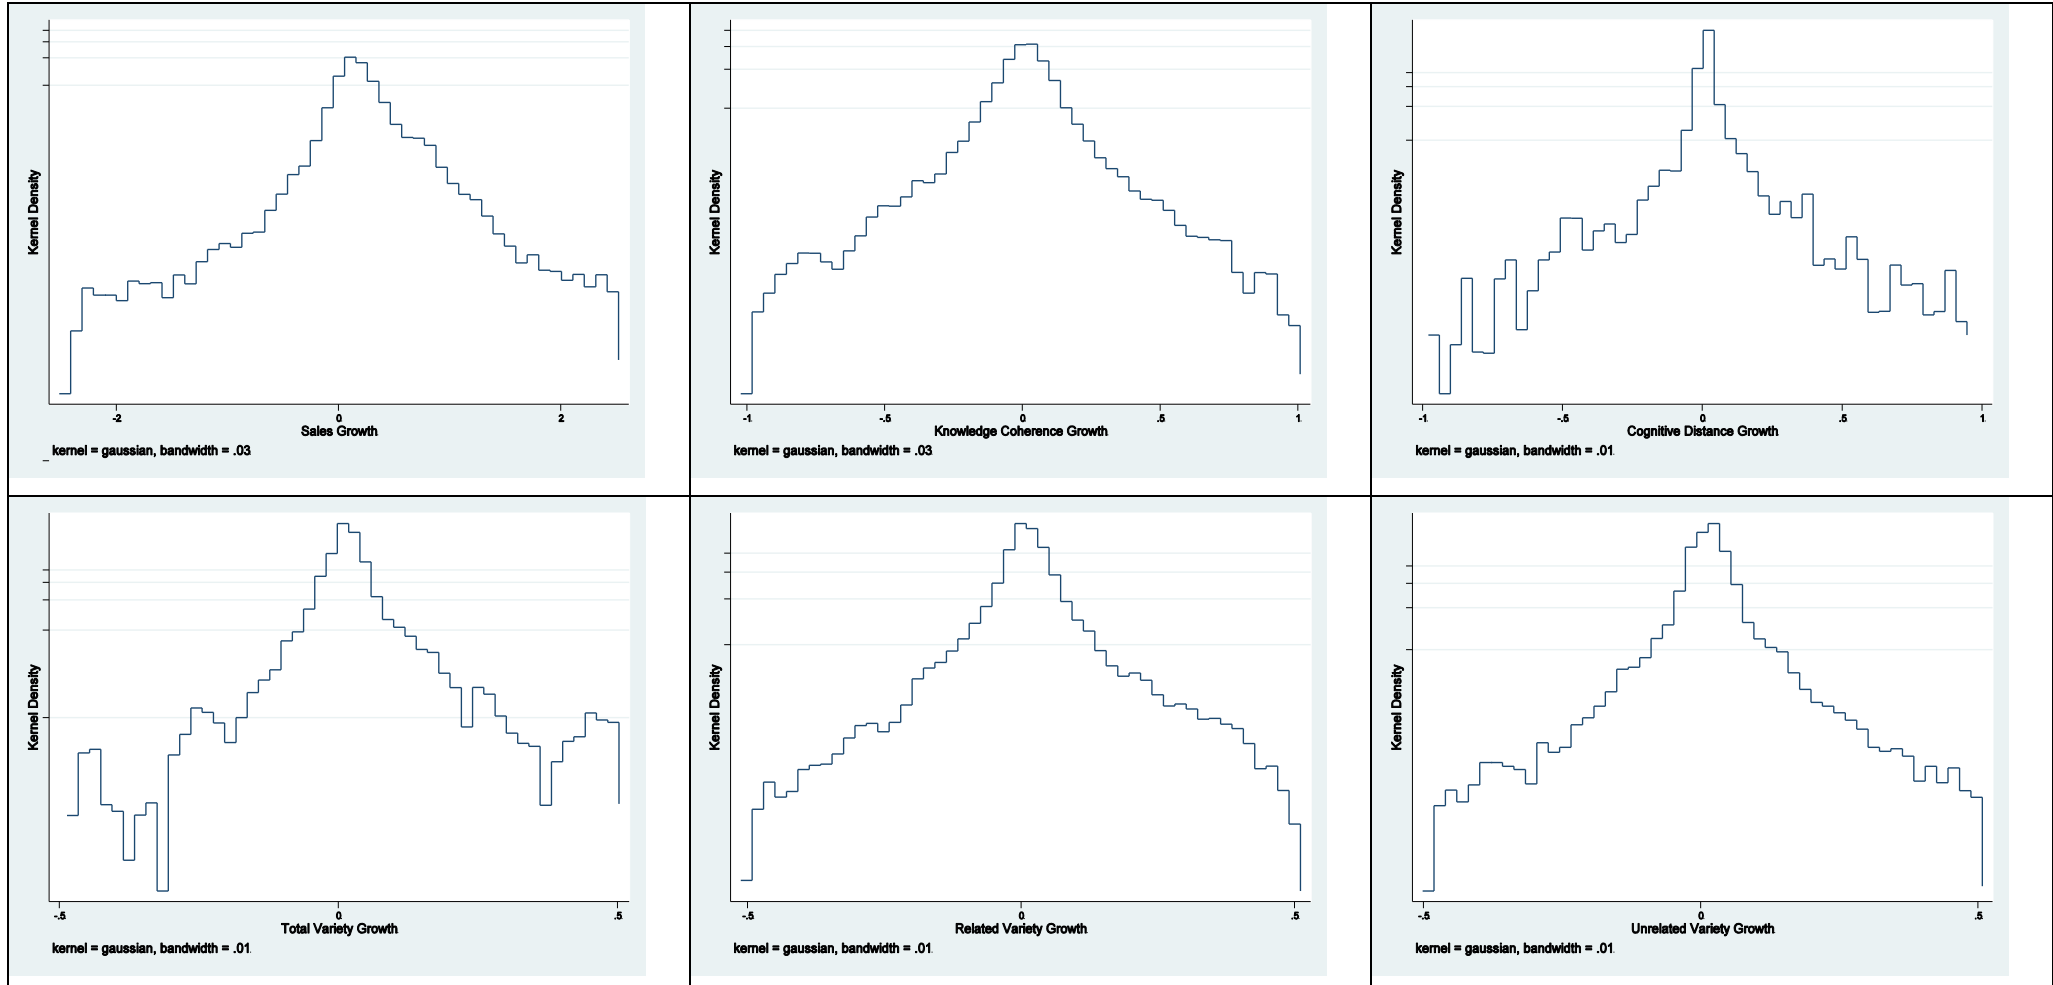 Kernel Density
-2 0 2
Sales Growth
kernel = gaussian, bandwidth = .03
Kernel Density
-1 -.5 0 .5 1
Knowledge Coherence Growth
kernel = gaussian, bandwidth = .03
Kernel Density
-1 -.5 0 .5 1
Cognitive Distance Growth
kernel = gaussian, bandwidth = .01
Kernel Density
-.5 0 .5
Total Variety Growth
kernel = gaussian, bandwidth = .01
Kernel Density
-.5 0 .5
Related Variety Growth
kernel = gaussian, bandwidth = .01
Kernel Density
-.5 0 .5
Unrelated Variety Growth
kernel = gaussian, bandwidth = .01